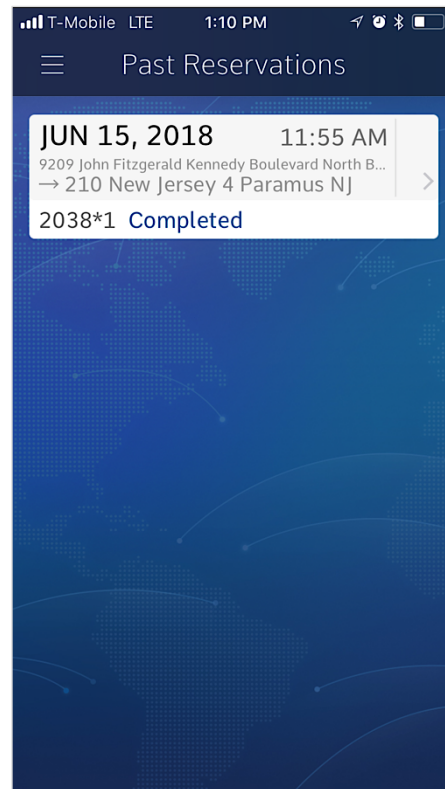 T-Mobile LTE 1:10 PM
Past Reservations
JUN 15, 2018 11:55 AM
9209 John Fitzgerald Kennedy Boulevard North B...
→ 210 New Jersey 4 Paramus NJ
2038*1 Completed